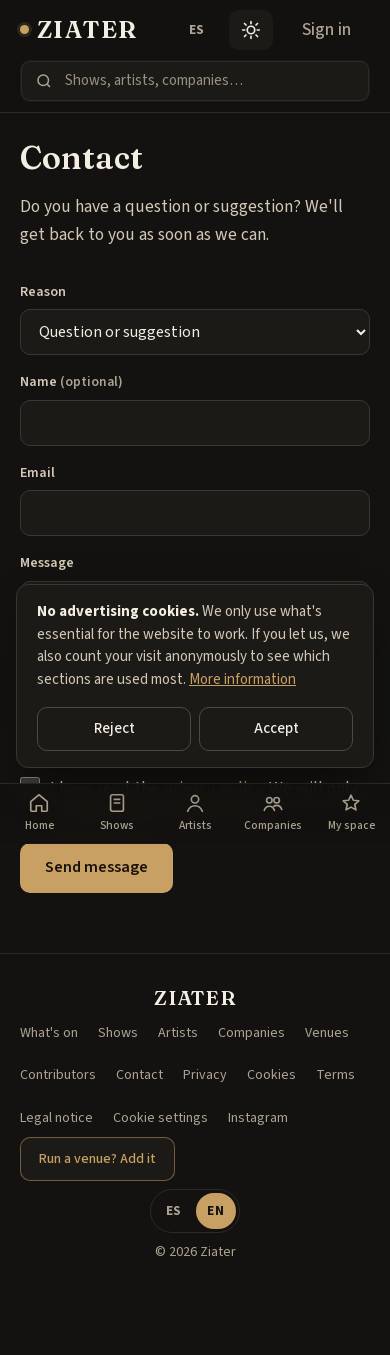 ZIATER
ES
Sign in
Shows, artists, companies…
Contact
Do you have a question or suggestion? We'll
get back to you as soon as we can.
Reason
Question or suggestion
Name (optional)
Email
Message
No advertising cookies. We only use what's
essential for the website to work. If you let us, we
also count your visit anonymously to see which
sections are used most. More information
Reject
Accept
Home
Shows
Artists
Companies
My space
Send message
ZIATER
What's on
Shows
Artists
Companies
Venues
Contributors
Contact
Privacy
Cookies
Terms
Legal notice
Cookie settings
Instagram
Run a venue? Add it
ES
EN
© 2026 Ziater